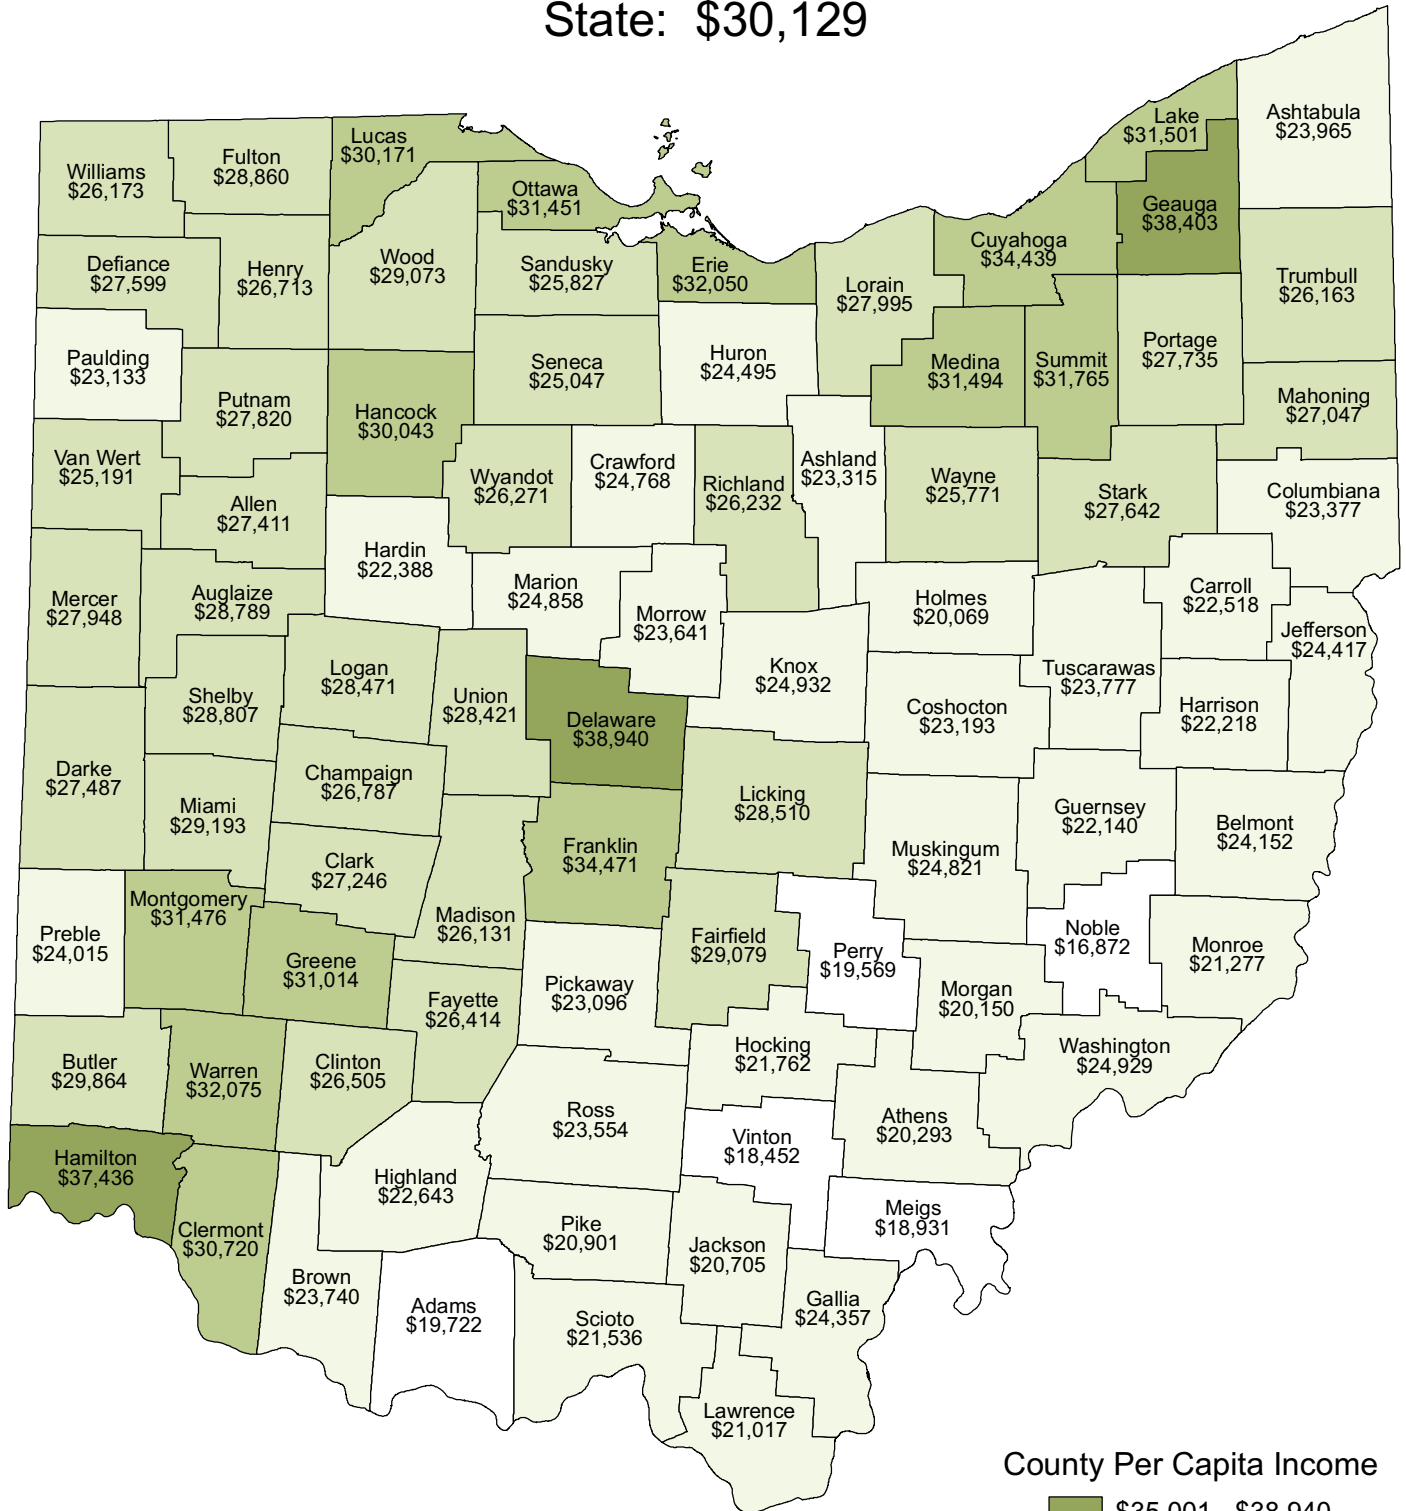 State: $30,129
Ashtabula
$23,965
Lake
$31,501
Lucas
$30,171
Fulton
$28,860
Williams
$26,173
Ottawa
$31,451
Geauga
$38,403
Cuyahoga
$34,439
Defiance
$27,599
Henry
$26,713
Wood
$29,073
Sandusky
$25,827
Erie
$32,050
Lorain
$27,995
Trumbull
$26,163
Paulding
$23,133
Seneca
$25,047
Huron
$24,495
Medina
$31,494
Summit
$31,765
Portage
$27,735
Putnam
$27,820
Hancock
$30,043
Mahoning
$27,047
Van Wert
$25,191
Wyandot
$26,271
Crawford
$24,768
Richland
$26,232
Ashland
$23,315
Wayne
$25,771
Stark
$27,642
Columbiana
$23,377
Allen
$27,411
Hardin
$22,388
Marion
$24,858
Morrow
$23,641
Holmes
$20,069
Carroll
$22,518
Mercer
$27,948
Auglaize
$28,789
Jefferson
$24,417
Logan
$28,471
Union
$28,421
Knox
$24,932
Tuscarawas
$23,777
Shelby
$28,807
Delaware
$38,940
Coshocton
$23,193
Harrison
$22,218
Darke
$27,487
Champaign
$26,787
Miami
$29,193
Licking
$28,510
Guernsey
$22,140
Belmont
$24,152
Franklin
$34,471
Muskingum
$24,821
Clark
$27,246
Montgomery
$31,476
Madison
$26,131
Preble
$24,015
Fairfield
$29,079
Perry
$19,569
Noble
$16,872
Monroe
$21,277
Greene
$31,014
Pickaway
$23,096
Fayette
$26,414
Morgan
$20,150
Butler
$29,864
Warren
$32,075
Clinton
$26,505
Hocking
$21,762
Washington
$24,929
Ross
$23,554
Athens
$20,293
Vinton
$18,452
Hamilton
$37,436
Highland
$22,643
Meigs
$18,931
Clermont
$30,720
Pike
$20,901
Jackson
$20,705
Brown
$23,740
Adams
$19,722
Scioto
$21,536
Gallia
$24,357
Lawrence
$21,017
County Per Capita Income
$35,001 - $38,940